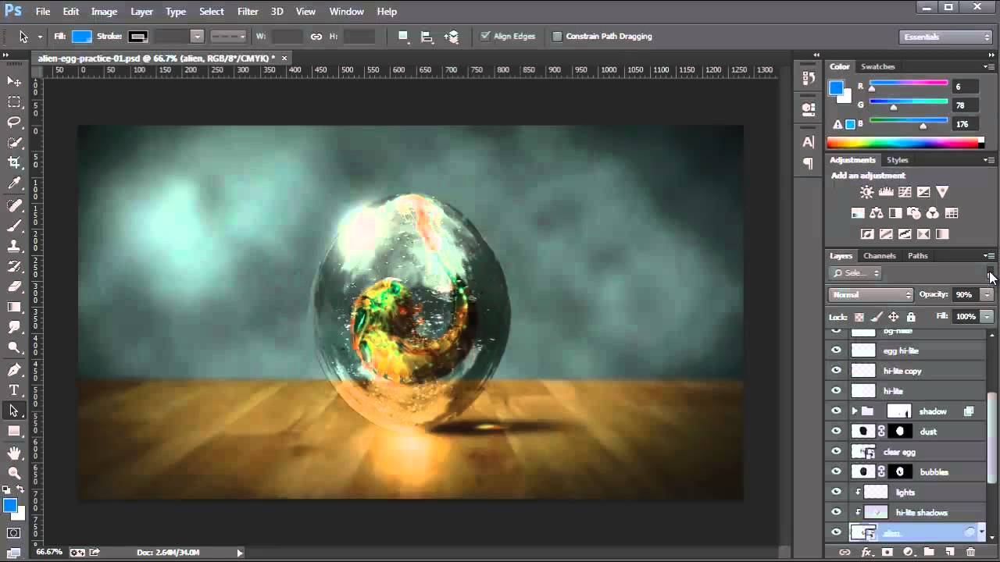 Ps File Edit Image Layer Type Select Filter 3D View Window Help
Fill: Stroke: W: H: Align Edges Constrain Path Dragging Essentials
alien-egg-practice-01.psd @ 66.7% (alien, RGB/8*/CMYK) * ×
50 0 50 100 150 200 250 300 350 400 450 500 550 600 650 700 750 800 850 900 950 1000 1050 1100 1150 1200 1250 1300
Color Swatches
R 6
G 78
B 176
Adjustments Styles
Add an adjustment
Layers Channels Paths
Sele...
Normal Opacity: 90%
Lock: Fill: 100%
egg hi-lite
hi-lite copy
hi-lite
shadow
dust
clear egg
bubbles
lights
hi-lite shadows
alien
66.67% Doc: 2.64M/34.0M